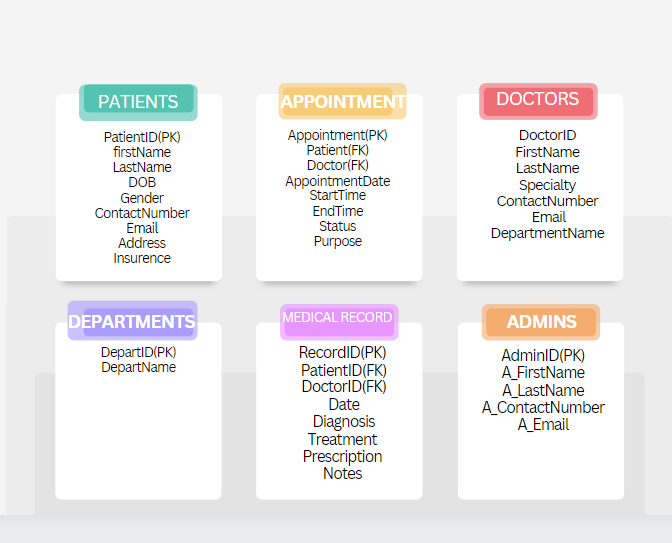 PATIENTS
PatientID(PK)
firstName
LastName
DOB
Gender
ContactNumber
Email
Address
Insurence
APPOINTMENT
Appointment(PK)
Patient(FK)
Doctor(FK)
AppointmentDate
StartTime
EndTime
Status
Purpose
DOCTORS
DoctorID
FirstName
LastName
Specialty
ContactNumber
Email
DepartmentName
DEPARTMENTS
DepartID(PK)
DepartName
MEDICAL RECORD
RecordID(PK)
PatientID(FK)
DoctorID(FK)
Date
Diagnosis
Treatment
Prescription
Notes
ADMINS
AdminID(PK)
A_FirstName
A_LastName
A_ContactNumber
A_Email